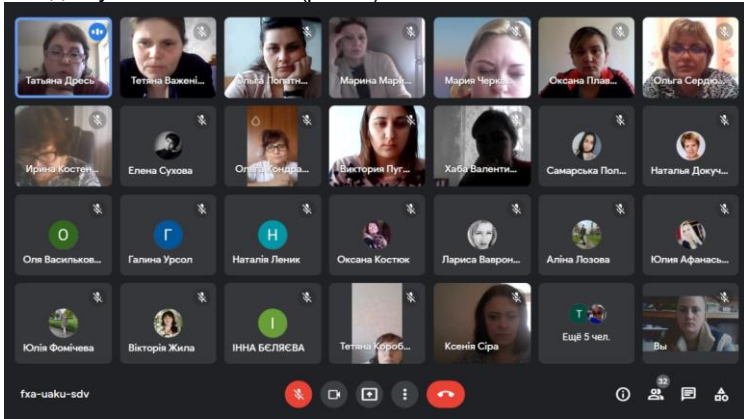 Татьяна Дресь
Тетяна Важені...
Ольга Лопатн...
Марина Марі...
Мария Черка...
Оксана Плав...
Ольга Сердю...
Ирина Костен...
Елена Сухова
Ольга Кондра...
Виктория Пуг...
Хаба Валенти...
Самарська Пол...
Наталья Докуч...
О
Оля Васильков...
Г
Галина Урсол
Н
Наталія Леник
Оксана Костюк
Лариса Ваврон...
Аліна Лозова
Юлия Афанась...
Юлія Фомічева
Вікторія Жила
І
ІННА БЄЛЯЄВА
Тетяна Короб...
Ксенія Сіра
Т
Ещё 5 чел.
Вы
fxa-uaku-sdv
32